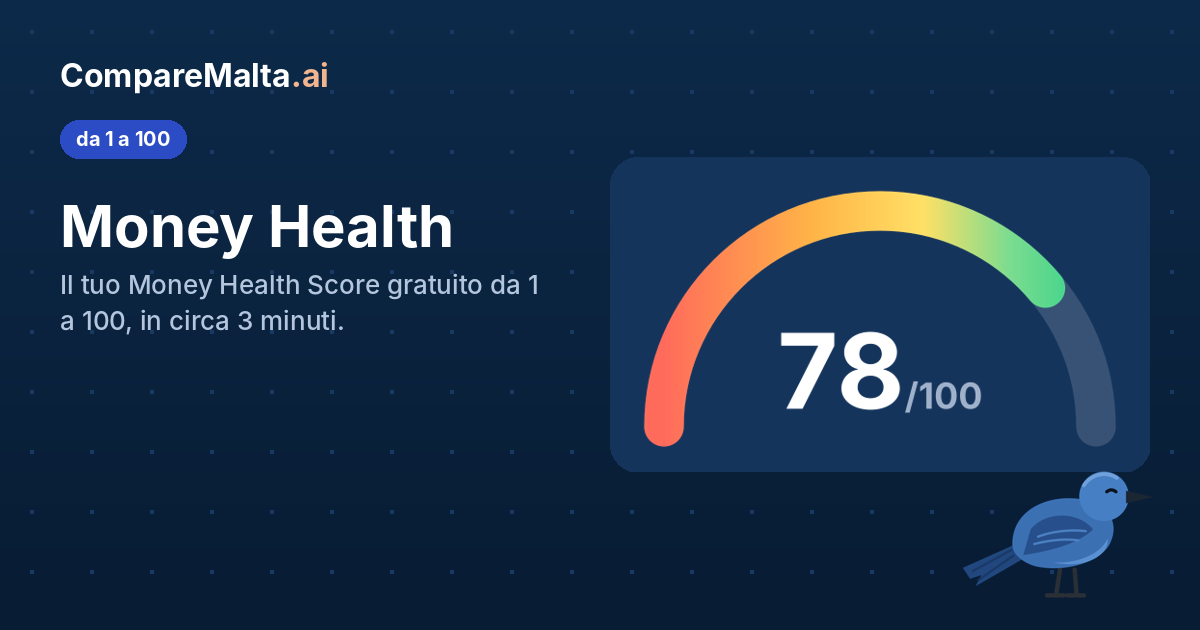 CompareMalta.ai
da 1 a 100
Money Health
Il tuo Money Health Score gratuito da 1
a 100, in circa 3 minuti.
78/100